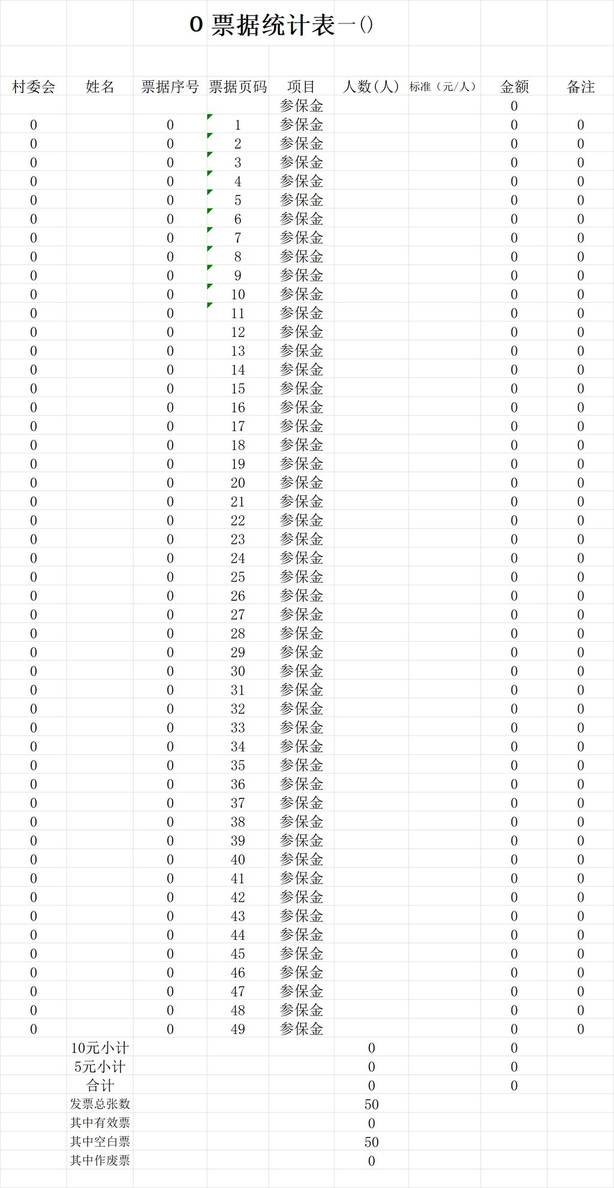 0 票据统计表一()
村委会 姓名 票据序号 票据页码 项目 人数(人) 标准（元/人） 金额 备注
参保金 0
0 0 1 参保金 0 0
0 0 2 参保金 0 0
0 0 3 参保金 0 0
0 0 4 参保金 0 0
0 0 5 参保金 0 0
0 0 6 参保金 0 0
0 0 7 参保金 0 0
0 0 8 参保金 0 0
0 0 9 参保金 0 0
0 0 10 参保金 0 0
0 0 11 参保金 0 0
0 0 12 参保金 0 0
0 0 13 参保金 0 0
0 0 14 参保金 0 0
0 0 15 参保金 0 0
0 0 16 参保金 0 0
0 0 17 参保金 0 0
0 0 18 参保金 0 0
0 0 19 参保金 0 0
0 0 20 参保金 0 0
0 0 21 参保金 0 0
0 0 22 参保金 0 0
0 0 23 参保金 0 0
0 0 24 参保金 0 0
0 0 25 参保金 0 0
0 0 26 参保金 0 0
0 0 27 参保金 0 0
0 0 28 参保金 0 0
0 0 29 参保金 0 0
0 0 30 参保金 0 0
0 0 31 参保金 0 0
0 0 32 参保金 0 0
0 0 33 参保金 0 0
0 0 34 参保金 0 0
0 0 35 参保金 0 0
0 0 36 参保金 0 0
0 0 37 参保金 0 0
0 0 38 参保金 0 0
0 0 39 参保金 0 0
0 0 40 参保金 0 0
0 0 41 参保金 0 0
0 0 42 参保金 0 0
0 0 43 参保金 0 0
0 0 44 参保金 0 0
0 0 45 参保金 0 0
0 0 46 参保金 0 0
0 0 47 参保金 0 0
0 0 48 参保金 0 0
0 0 49 参保金 0 0
10元小计 0 0
5元小计 0 0
合计 0 0
发票总张数 50
其中有效票 0
其中空白票 50
其中作废票 0